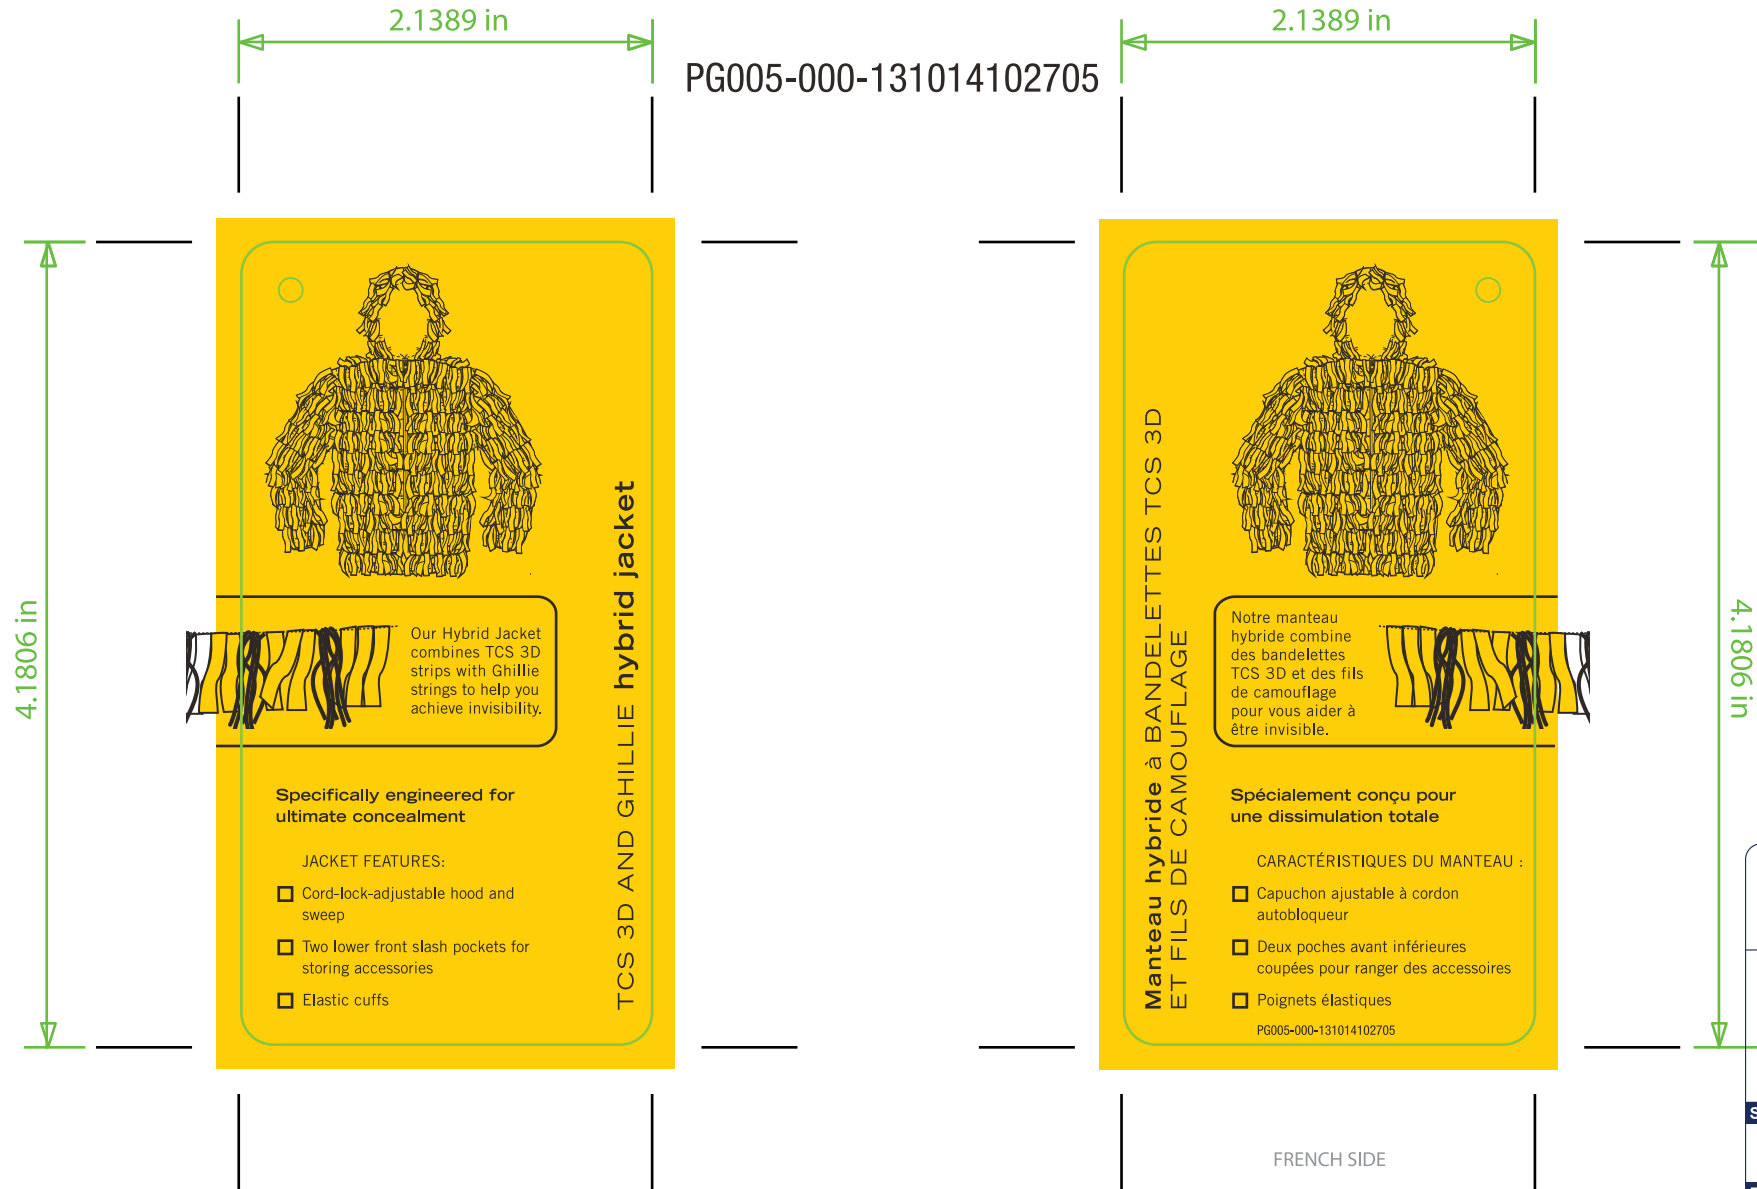 2.1389 in
2.1389 in
PG005-000-131014102705
4.1806 in
TCS 3D AND GHILLIE hybrid jacket
Our Hybrid Jacket
combines TCS 3D
strips with Ghillie
strings to help you
achieve invisibility.
Specifically engineered for
ultimate concealment
JACKET FEATURES:
Cord-lock-adjustable hood and
sweep
Two lower front slash pockets for
storing accessories
Elastic cuffs
Manteau hybride à BANDELETTES TCS 3D
ET FILS DE CAMOUFLAGE
Notre manteau
hybride combine
des bandelettes
TCS 3D et des fils
de camouflage
pour vous aider à
être invisible.
Spécialement conçu pour
une dissimulation totale
CARACTÉRISTIQUES DU MANTEAU :
Capuchon ajustable à cordon
autobloqueur
Deux poches avant inférieures
coupées pour ranger des accessoires
Poignets élastiques
PG005-000-131014102705
4.1806 in
FRENCH SIDE